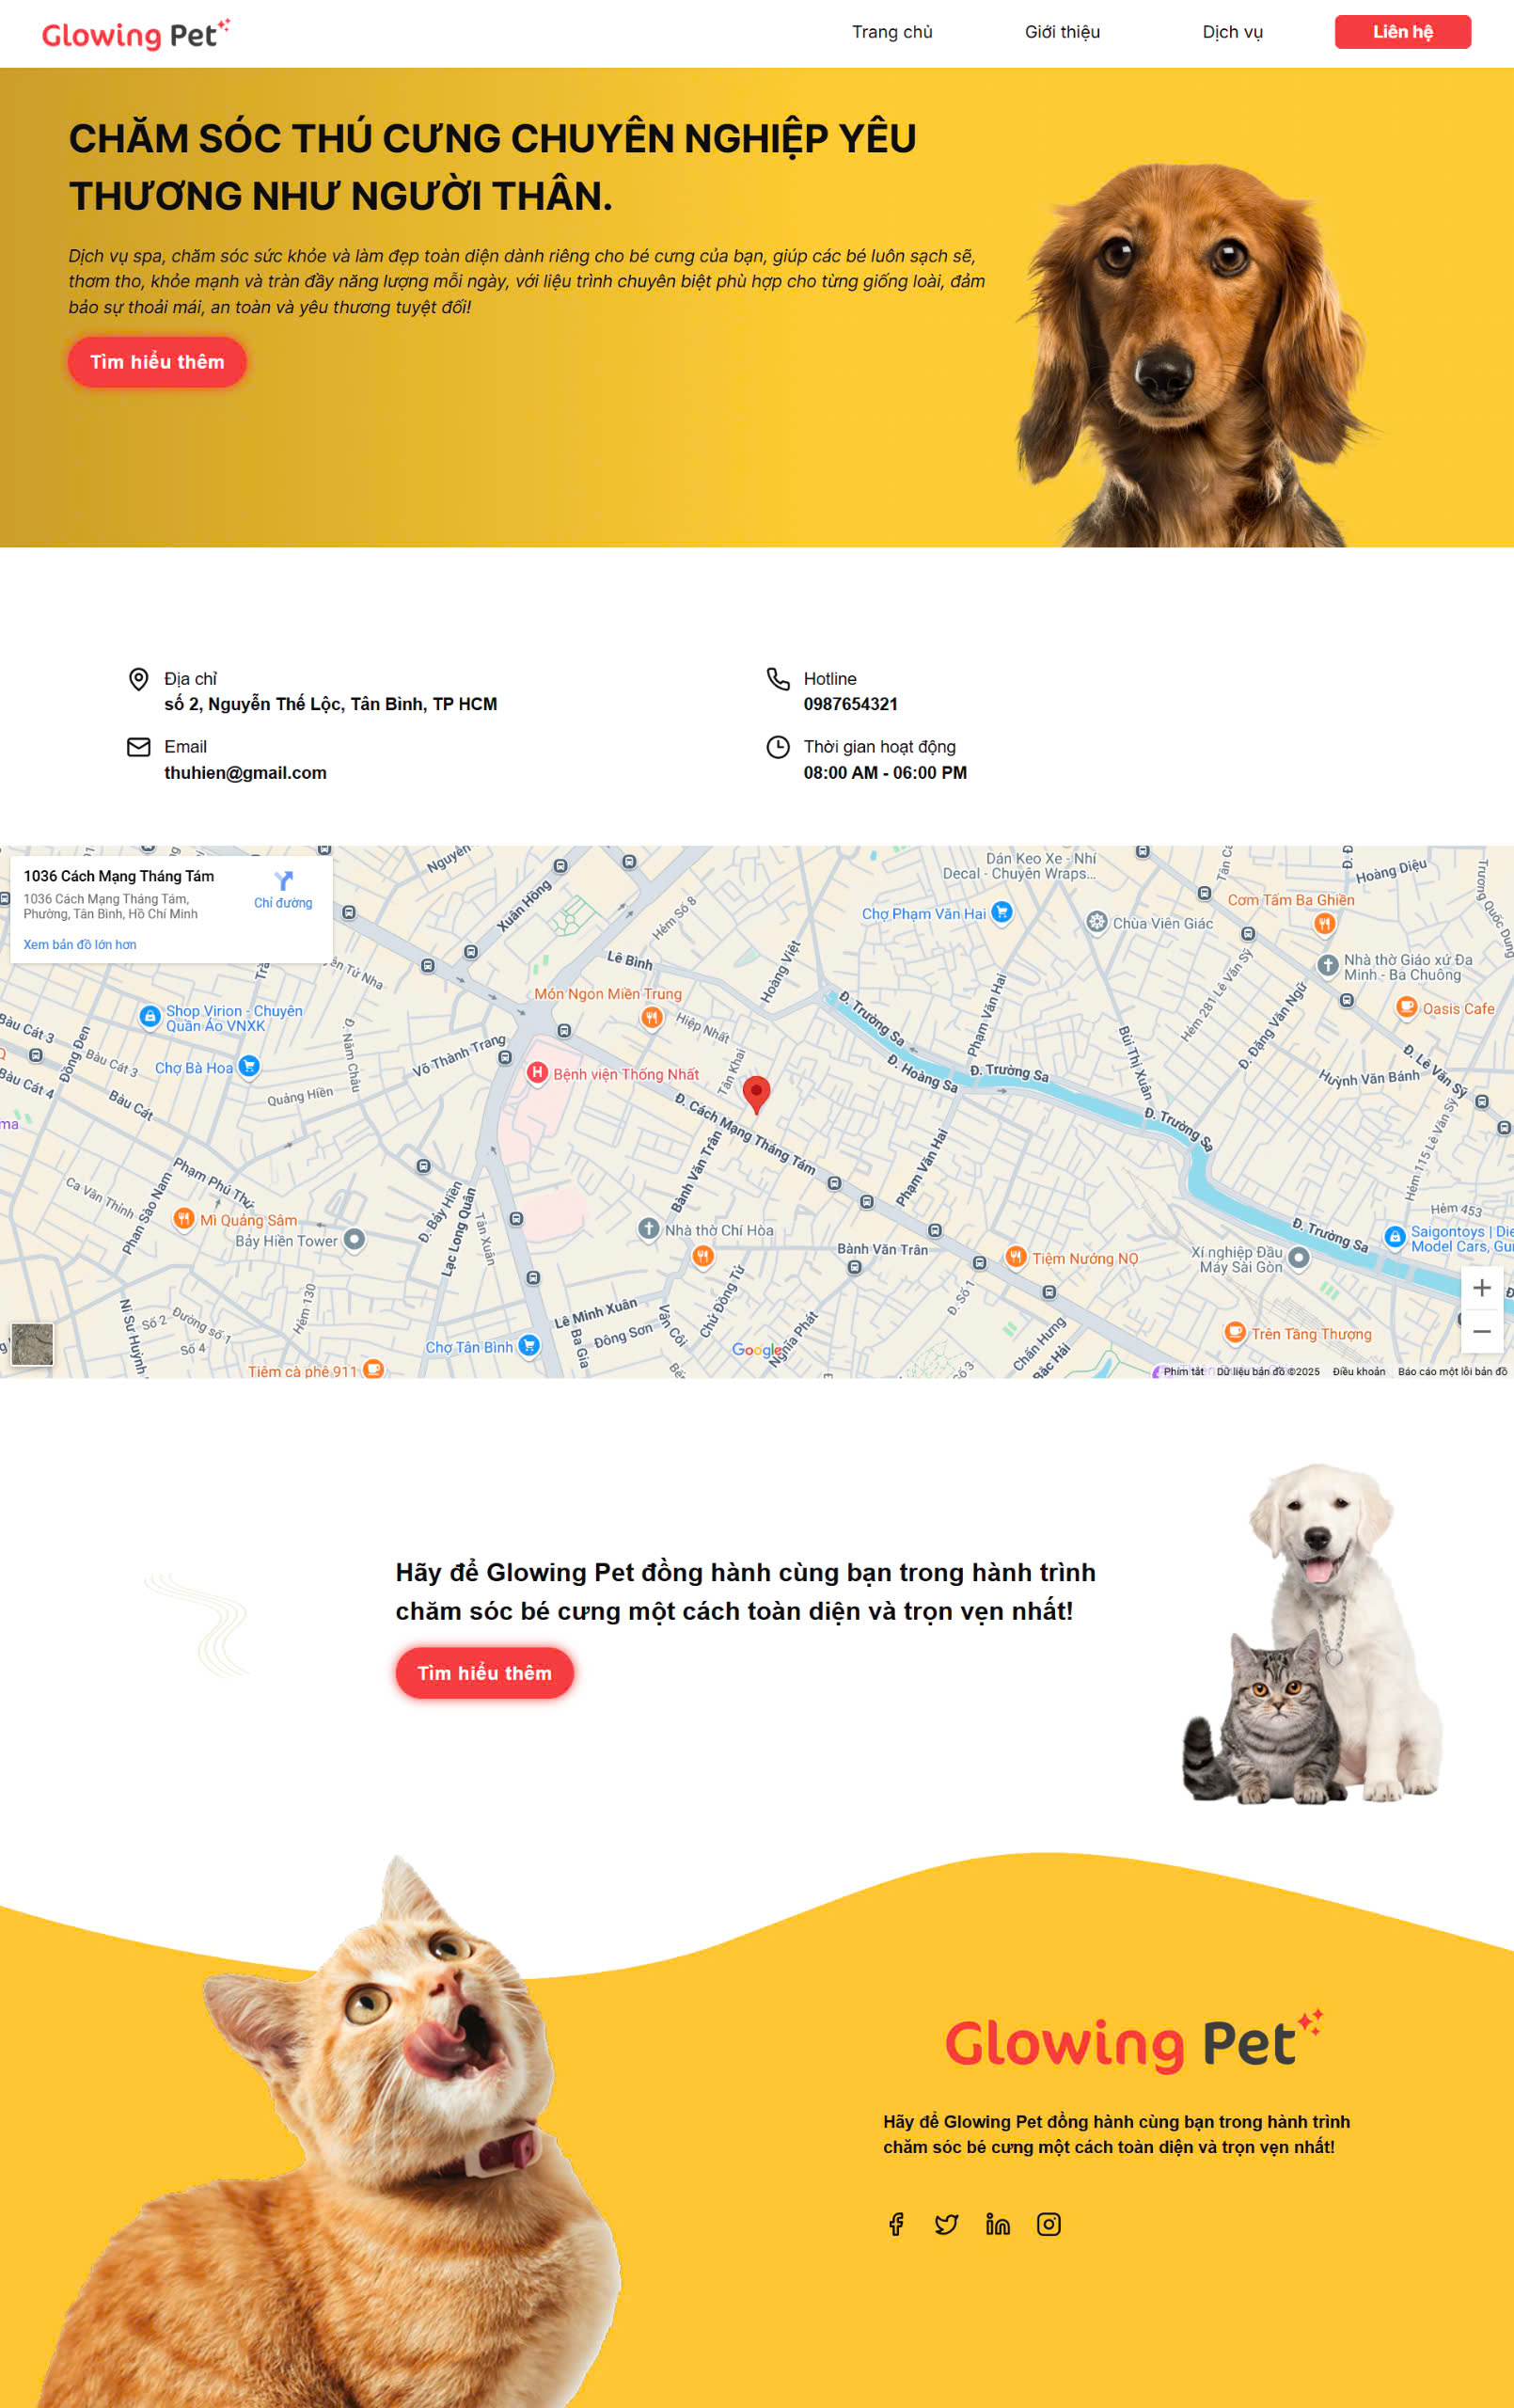 Glowing Pet
Trang chủ
Giới thiệu
Dịch vụ
Liên hệ
CHĂM SÓC THÚ CƯNG CHUYÊN NGHIỆP YÊU
THƯƠNG NHƯ NGƯỜI THÂN.
Dịch vụ spa, chăm sóc sức khỏe và làm đẹp toàn diện dành riêng cho bé cưng của bạn, giúp các bé luôn sạch sẽ,
thơm tho, khỏe mạnh và tràn đầy năng lượng mỗi ngày, với liệu trình chuyên biệt phù hợp cho từng giống loài, đảm
bảo sự thoải mái, an toàn và yêu thương tuyệt đối!
Tìm hiểu thêm
Địa chỉ
số 2, Nguyễn Thế Lộc, Tân Bình, TP HCM
Hotline
0987654321
Email
thuhien@gmail.com
Thời gian hoạt động
08:00 AM - 06:00 PM
1036 Cách Mạng Tháng Tám
1036 Cách Mạng Tháng Tám,
Phường, Tân Bình, Hồ Chí Minh
Chỉ đường
Xem bản đồ lớn hơn
Xuân Hồng
Hẻm Số 8
Lê Bình
Hoàng Việt
Dán Keo Xe - Nhí
Decal - Chuyên Wraps...
Hoàng Diệu
Cơm Tấm Ba Ghiền
Chợ Phạm Văn Hai
Chùa Viên Giác
Nhà thờ Giáo xứ Đa
Minh - Ba Chuông
Món Ngon Miền Trung
Hiệp Nhất
Shop Virion - Chuyên
Quần Áo VNXK
Chợ Bà Hoa
Bàu Cát 3
Đồng Đen
Bàu Cát 3
Bàu Cát 4
Bàu Cát
Đ. Năm Châu
Võ Thành Trang
Quảng Hiền
Bệnh viện Thống Nhất
Tân Khai
Đ. Cách Mạng Tháng Tám
Đ. Trường Sa
Đ. Hoàng Sa
Phạm Văn Hai
Đ. Trường Sa
Bùi Thị Xuân
Hẻm 281 Lê Văn Sỹ
Đ. Đặng Văn Ngữ
Oasis Cafe
Đ. Lê Văn Sỹ
Huỳnh Văn Bánh
Đ. Trường Sa
Hẻm 115 Lê Văn Sỹ
Phạm Phú Thứ
Ca Văn Thỉnh
Phan Sào Nam
Mì Quảng Sâm
Bảy Hiền Tower
Đ. Bảy Hiền
Lạc Long Quân
Tân Xuân
Bành Văn Trân
Phạm Văn Hai
Nhà thờ Chí Hòa
Bành Văn Trân
Tiệm Nướng NỌ
Xí nghiệp Đầu
Máy Sài Gòn
Hẻm 453
Đ. Trường Sa
Saigontoys | Die
Model Cars, Gu
Ni Sư Huỳnh
Số 2
Đường số 1
Số 4
Hẻm 130
Lê Minh Xuân
Ba Gia
Đông Sơn
Vân Côi
Chử Đồng Tử
Nghĩa Phát
Đ. Số 1
Chấn Hưng
Bắc Hải
Chợ Tân Bình
Tiệm cà phê 911
Trên Tầng Thượng
Google
Phím tắt
Dữ liệu bản đồ ©2025
Điều khoản
Báo cáo một lỗi bản đồ
Hãy để Glowing Pet đồng hành cùng bạn trong hành trình
chăm sóc bé cưng một cách toàn diện và trọn vẹn nhất!
Tìm hiểu thêm
Glowing Pet
Hãy để Glowing Pet đồng hành cùng bạn trong hành trình
chăm sóc bé cưng một cách toàn diện và trọn vẹn nhất!